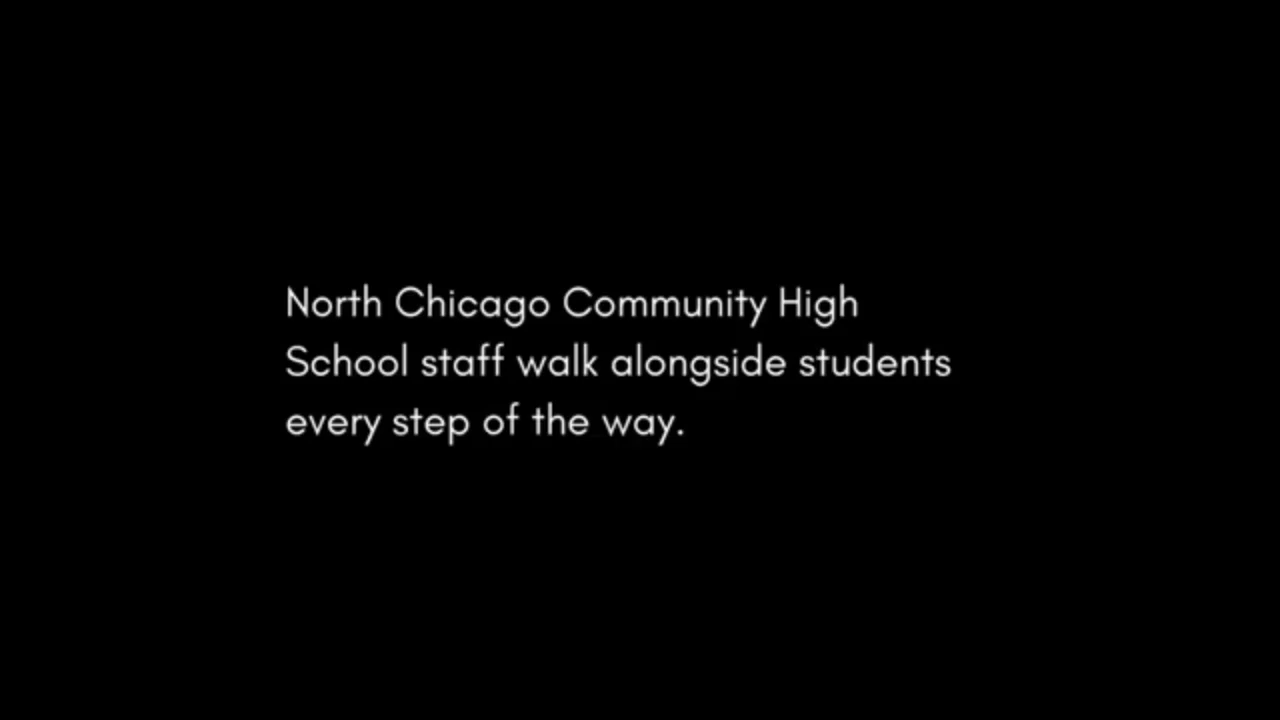 North Chicago Community High
School staff walk alongside students
every step of the way.